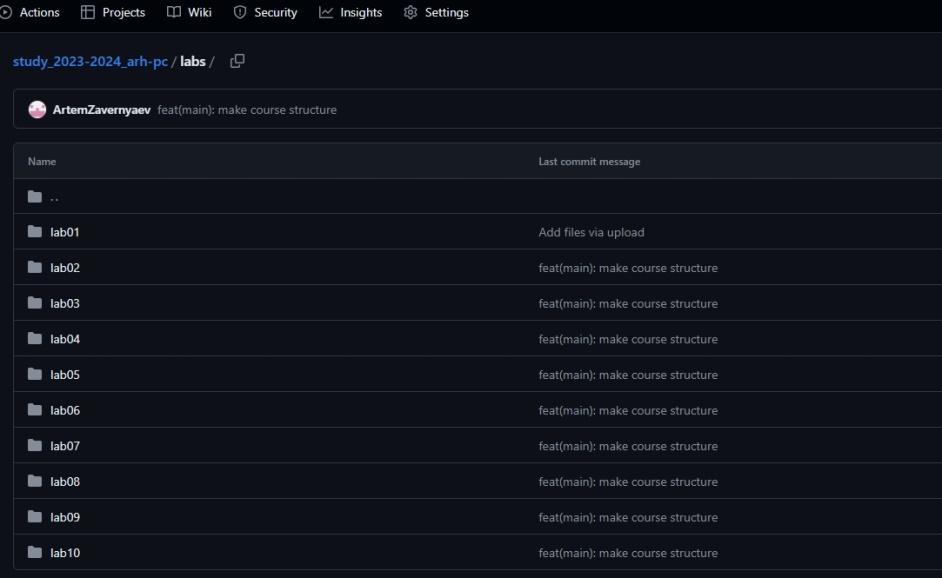 Actions Projects Wiki Security Insights Settings
study_2023-2024_arh-pc / labs /
ArtemZavernyaev feat(main): make course structure
Name Last commit message
..
lab01 Add files via upload
lab02 feat(main): make course structure
lab03 feat(main): make course structure
lab04 feat(main): make course structure
lab05 feat(main): make course structure
lab06 feat(main): make course structure
lab07 feat(main): make course structure
lab08 feat(main): make course structure
lab09 feat(main): make course structure
lab10 feat(main): make course structure